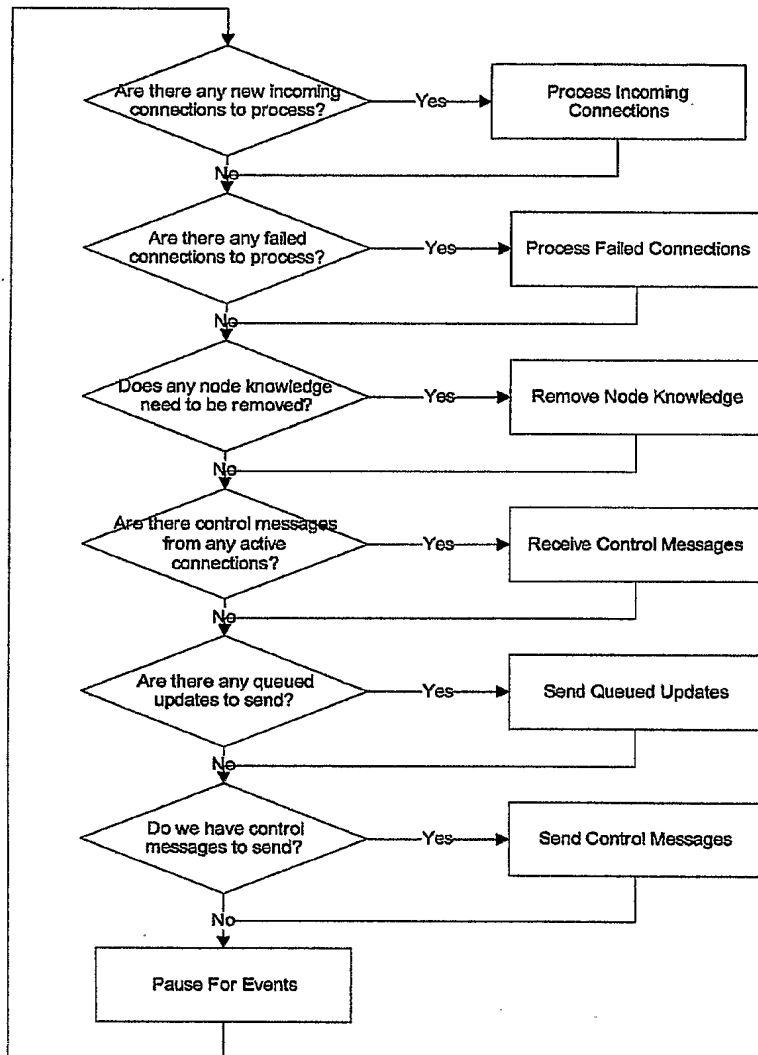 Are there any new incoming
connections to process?
Yes
Process Incoming
Connections
No
Are there any failed
connections to process?
Yes
Process Failed Connections
No
Does any node knowledge
need to be removed?
Yes
Remove Node Knowledge
No
Are there control messages
from any active
connections?
Yes
Receive Control Messages
No
Are there any queued
updates to send?
Yes
Send Queued Updates
No
Do we have control
messages to send?
Yes
Send Control Messages
No
Pause For Events